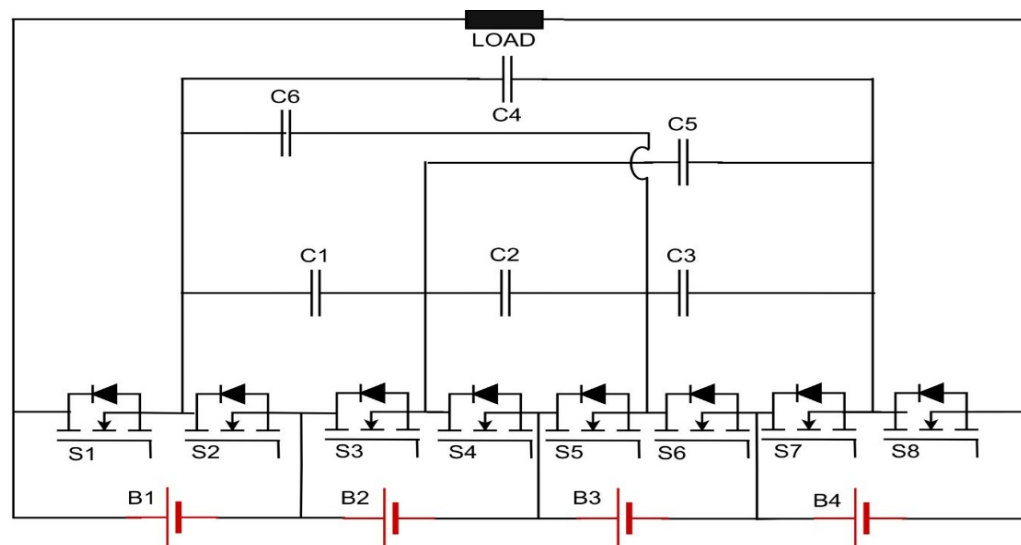 LOAD
C4
C6
C5
C1 C2 C3
S1 S2 S3 S4 S5 S6 S7 S8
B1 B2 B3 B4